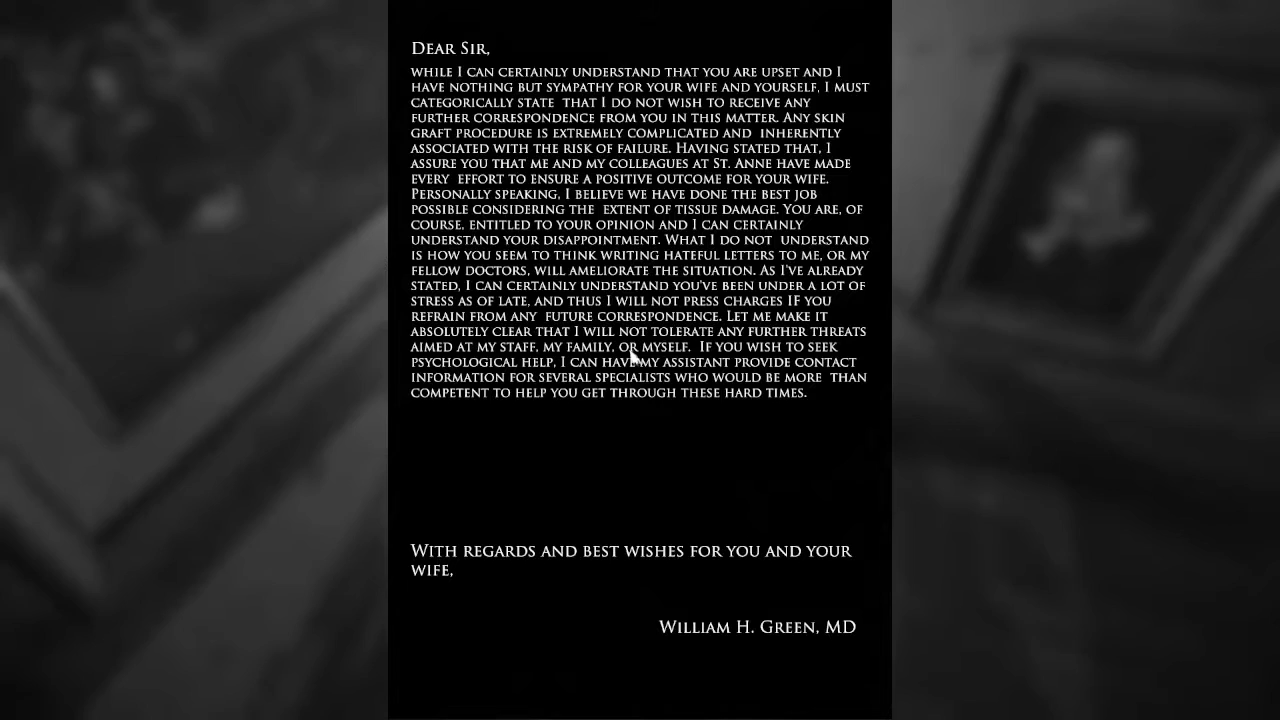 Dear Sir,
while I can certainly understand that you are upset and I
have nothing but sympathy for your wife and yourself, I must
categorically state that I do not wish to receive any
further correspondence from you in this matter. Any skin
graft procedure is extremely complicated and inherently
associated with the risk of failure. Having stated that, I
assure you that me and my colleagues at St. Anne have made
every effort to ensure a positive outcome for your wife.
Personally speaking, I believe we have done the best job
possible considering the extent of tissue damage. You are, of
course, entitled to your opinion and I can certainly
understand your disappointment. What I do not understand
is how you seem to think writing hateful letters to me, or my
fellow doctors, will ameliorate the situation. As I've already
stated, I can certainly understand you've been under a lot of
stress as of late, and thus I will not press charges IF you
refrain from any future correspondence. Let me make it
absolutely clear that I will not tolerate any further threats
aimed at my staff, my family, or myself. If you wish to seek
psychological help, I can have my assistant provide contact
information for several specialists who would be more than
competent to help you get through these hard times.
With regards and best wishes for you and your
wife,
William H. Green, MD